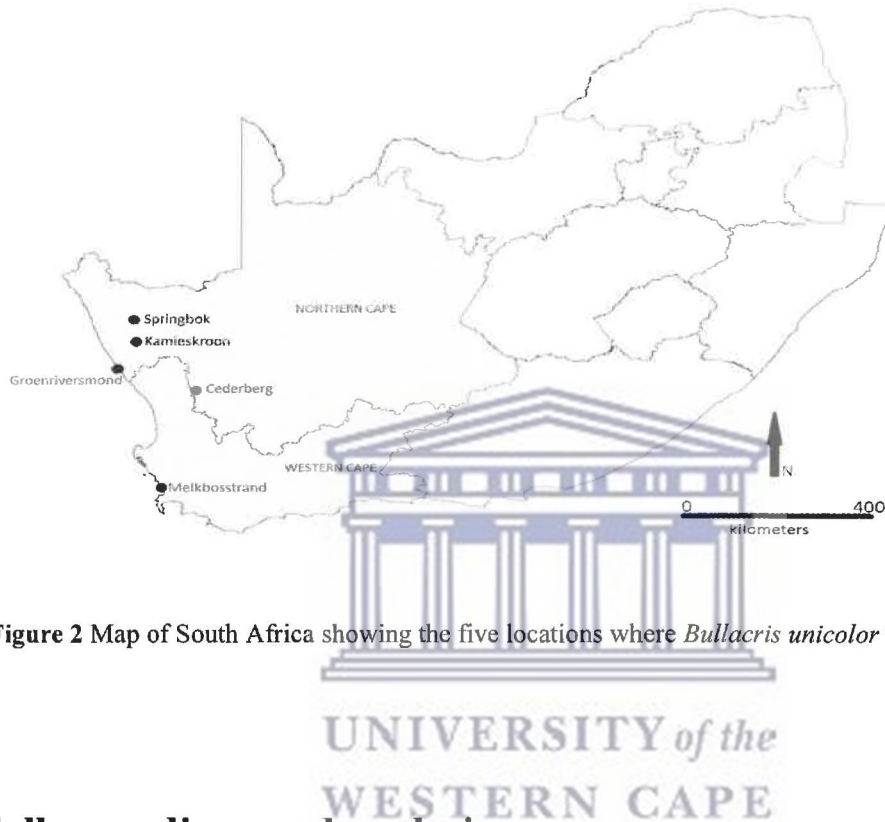 NORTHERN CAPE
Springbok
Kamieskroon
Groenriversmond
Cederberg
WESTERN CAPE
Melkbosstrand
N
0 400
kilometers
Figure 2 Map of South Africa showing the five locations where Bullacris unicolor
UNIVERSITY of the
WESTERN CAPE